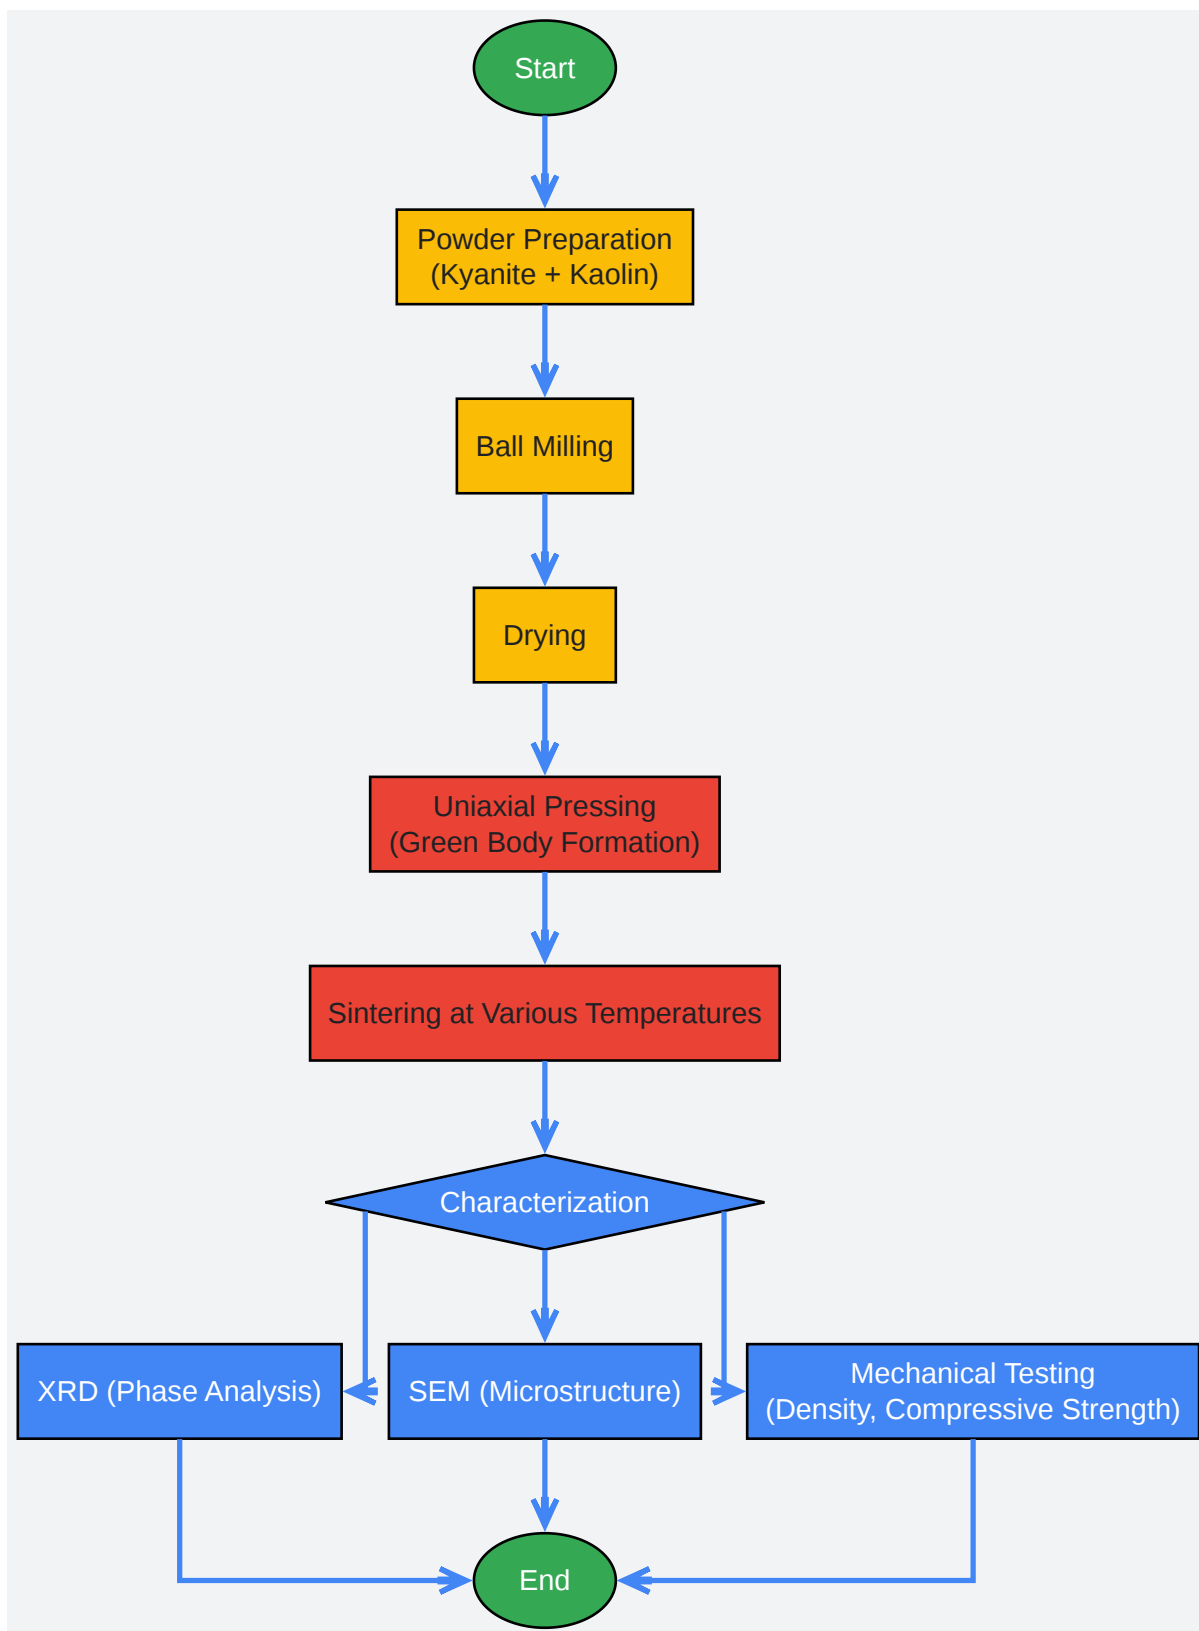 Start
Powder Preparation
(Kyanite + Kaolin)
Ball Milling
Drying
Uniaxial Pressing
(Green Body Formation)
Sintering at Various Temperatures
Characterization
XRD (Phase Analysis)
SEM (Microstructure)
Mechanical Testing
(Density, Compressive Strength)
End